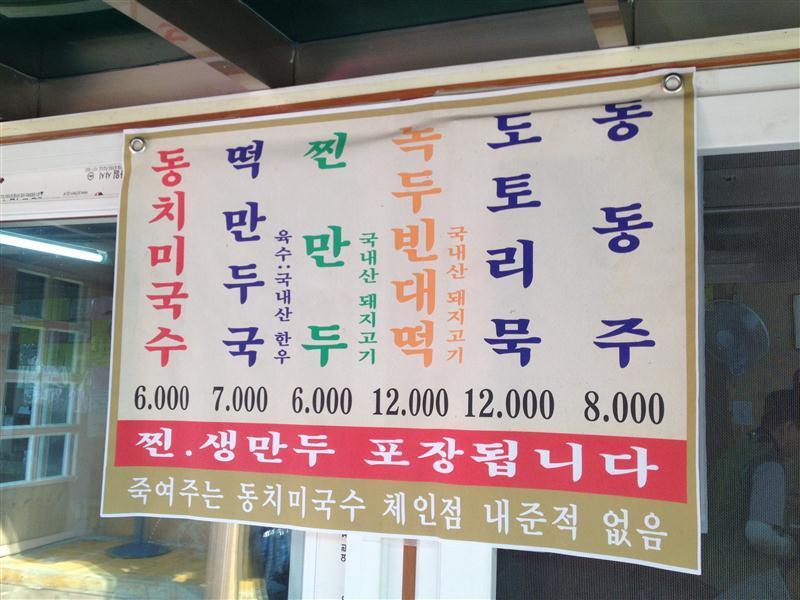 동치미국수
6.000
떡만두국
육수:국내산 한우
7.000
찐만두
국내산 돼지고기
6.000
녹두빈대떡
국내산 돼지고기
12.000
도토리묵
12.000
동동주
8.000
찐.생만두 포장됩니다
죽여주는 동치미국수 체인점 내준적 없음